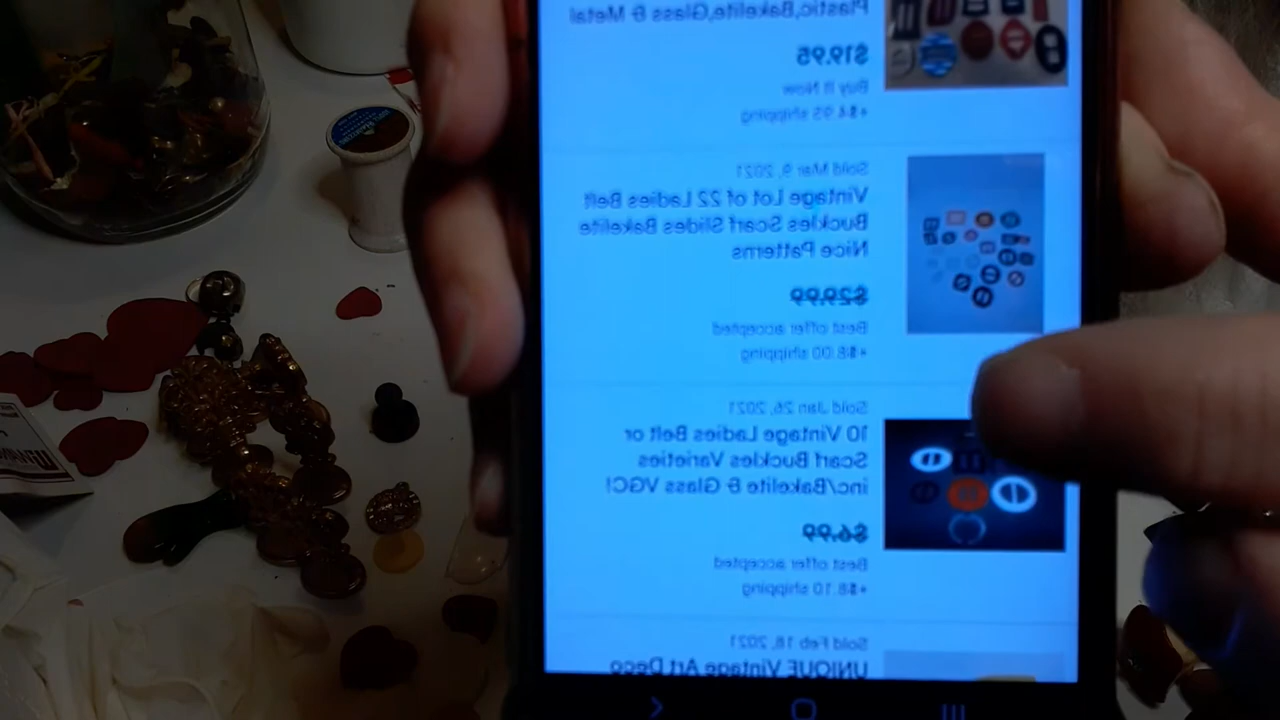 Plastic,Bakelite,Glass & Metal
$19.95
Buy It Now
+$4.95 shipping
Sold Mar 9, 2021
Vintage Lot of 22 Ladies Belt
Buckles Scarf Slides Bakelite
Nice Patterns
$29.99
Best offer accepted
+$8.00 shipping
Sold Jan 26, 2021
10 Vintage Ladies Belt or
Scarf Buckles Varieties
inc/Bakelite & Glass VGC!
$6.99
Best offer accepted
+$8.10 shipping
Sold Feb 18, 2021
UNIQUE Vintage Art Deco